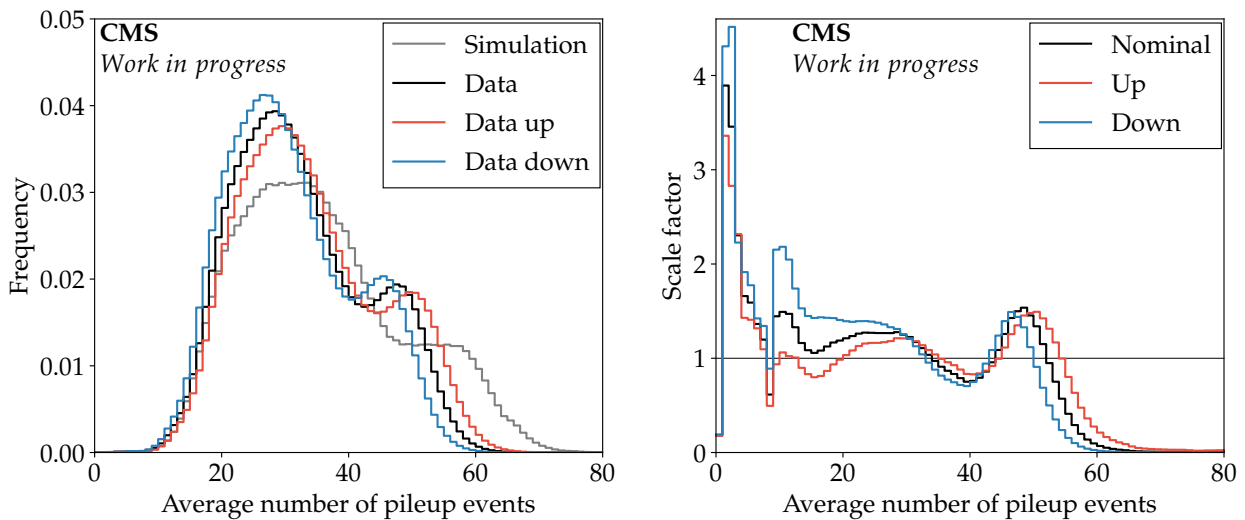 CMS
Work in progress
Simulation
Data
Data up
Data down
Frequency
0.05
0.04
0.03
0.02
0.01
0.00
0
20
40
60
80
Average number of pileup events
CMS
Work in progress
Nominal
Up
Down
Scale factor
4
3
2
1
0
0
20
40
60
80
Average number of pileup events